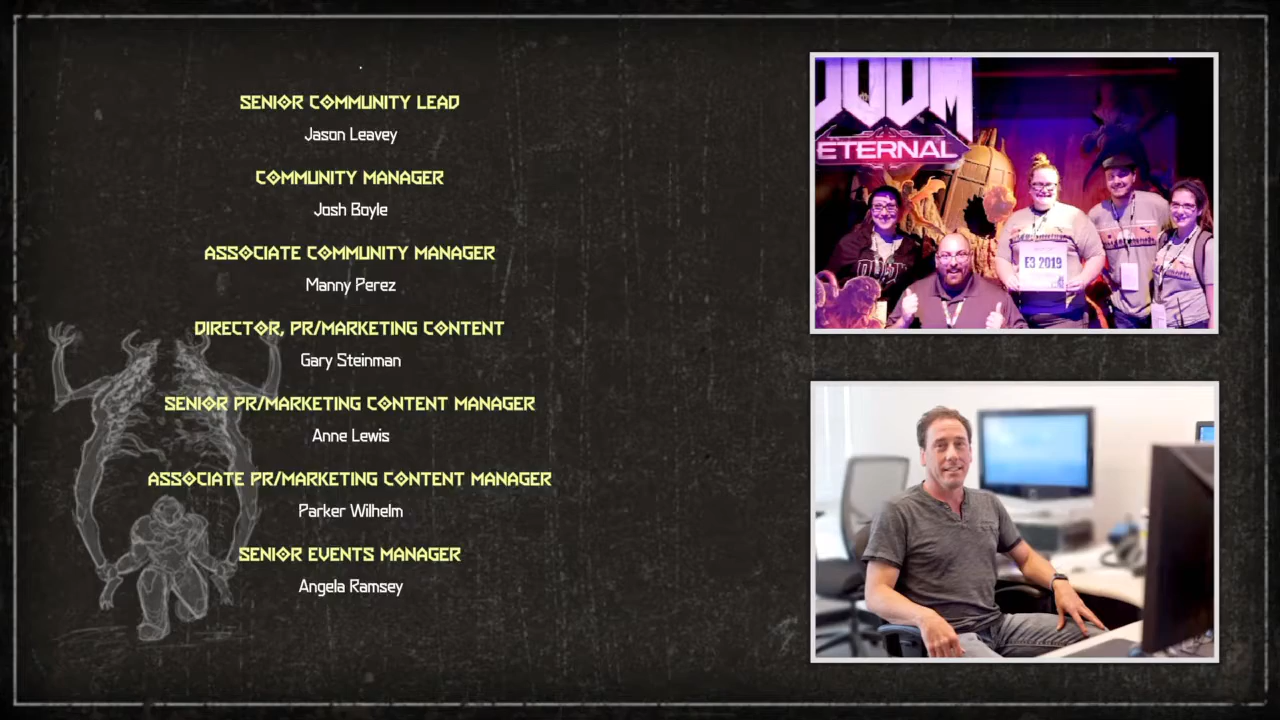 SENIOR COMMUNITY LEAD
Jason Leavey
COMMUNITY MANAGER
Josh Boyle
ASSOCIATE COMMUNITY MANAGER
Manny Perez
DIRECTOR, PR/MARKETING CONTENT
Gary Steinman
SENIOR PR/MARKETING CONTENT MANAGER
Anne Lewis
ASSOCIATE PR/MARKETING CONTENT MANAGER
Parker Wilhelm
SENIOR EVENTS MANAGER
Angela Ramsey
DOOM
ETERNAL
DOOM
E3 2019